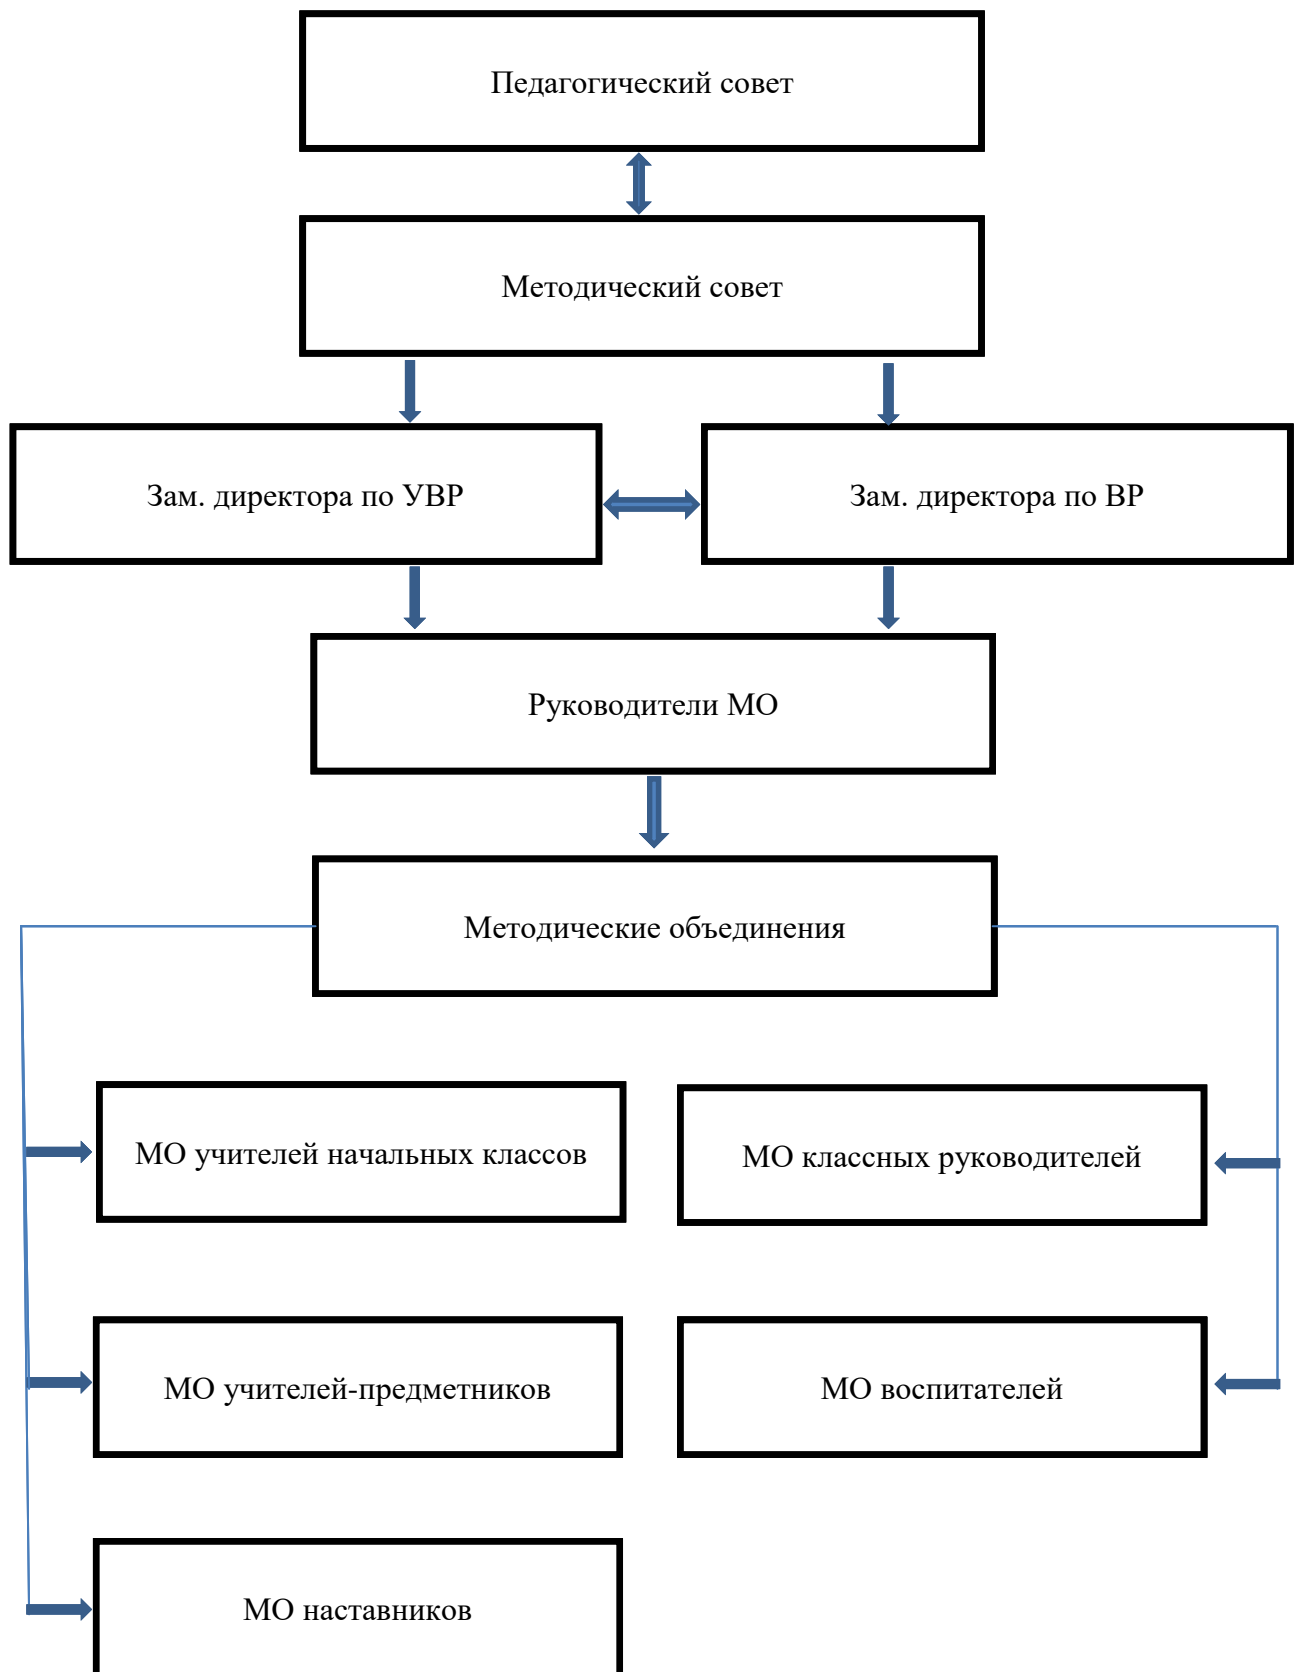 Педагогический совет
Методический совет
Зам. директора по УВР
Зам. директора по ВР
Руководители МО
Методические объединения
МО учителей начальных классов
МО классных руководителей
МО учителей-предметников
МО воспитателей
МО наставников